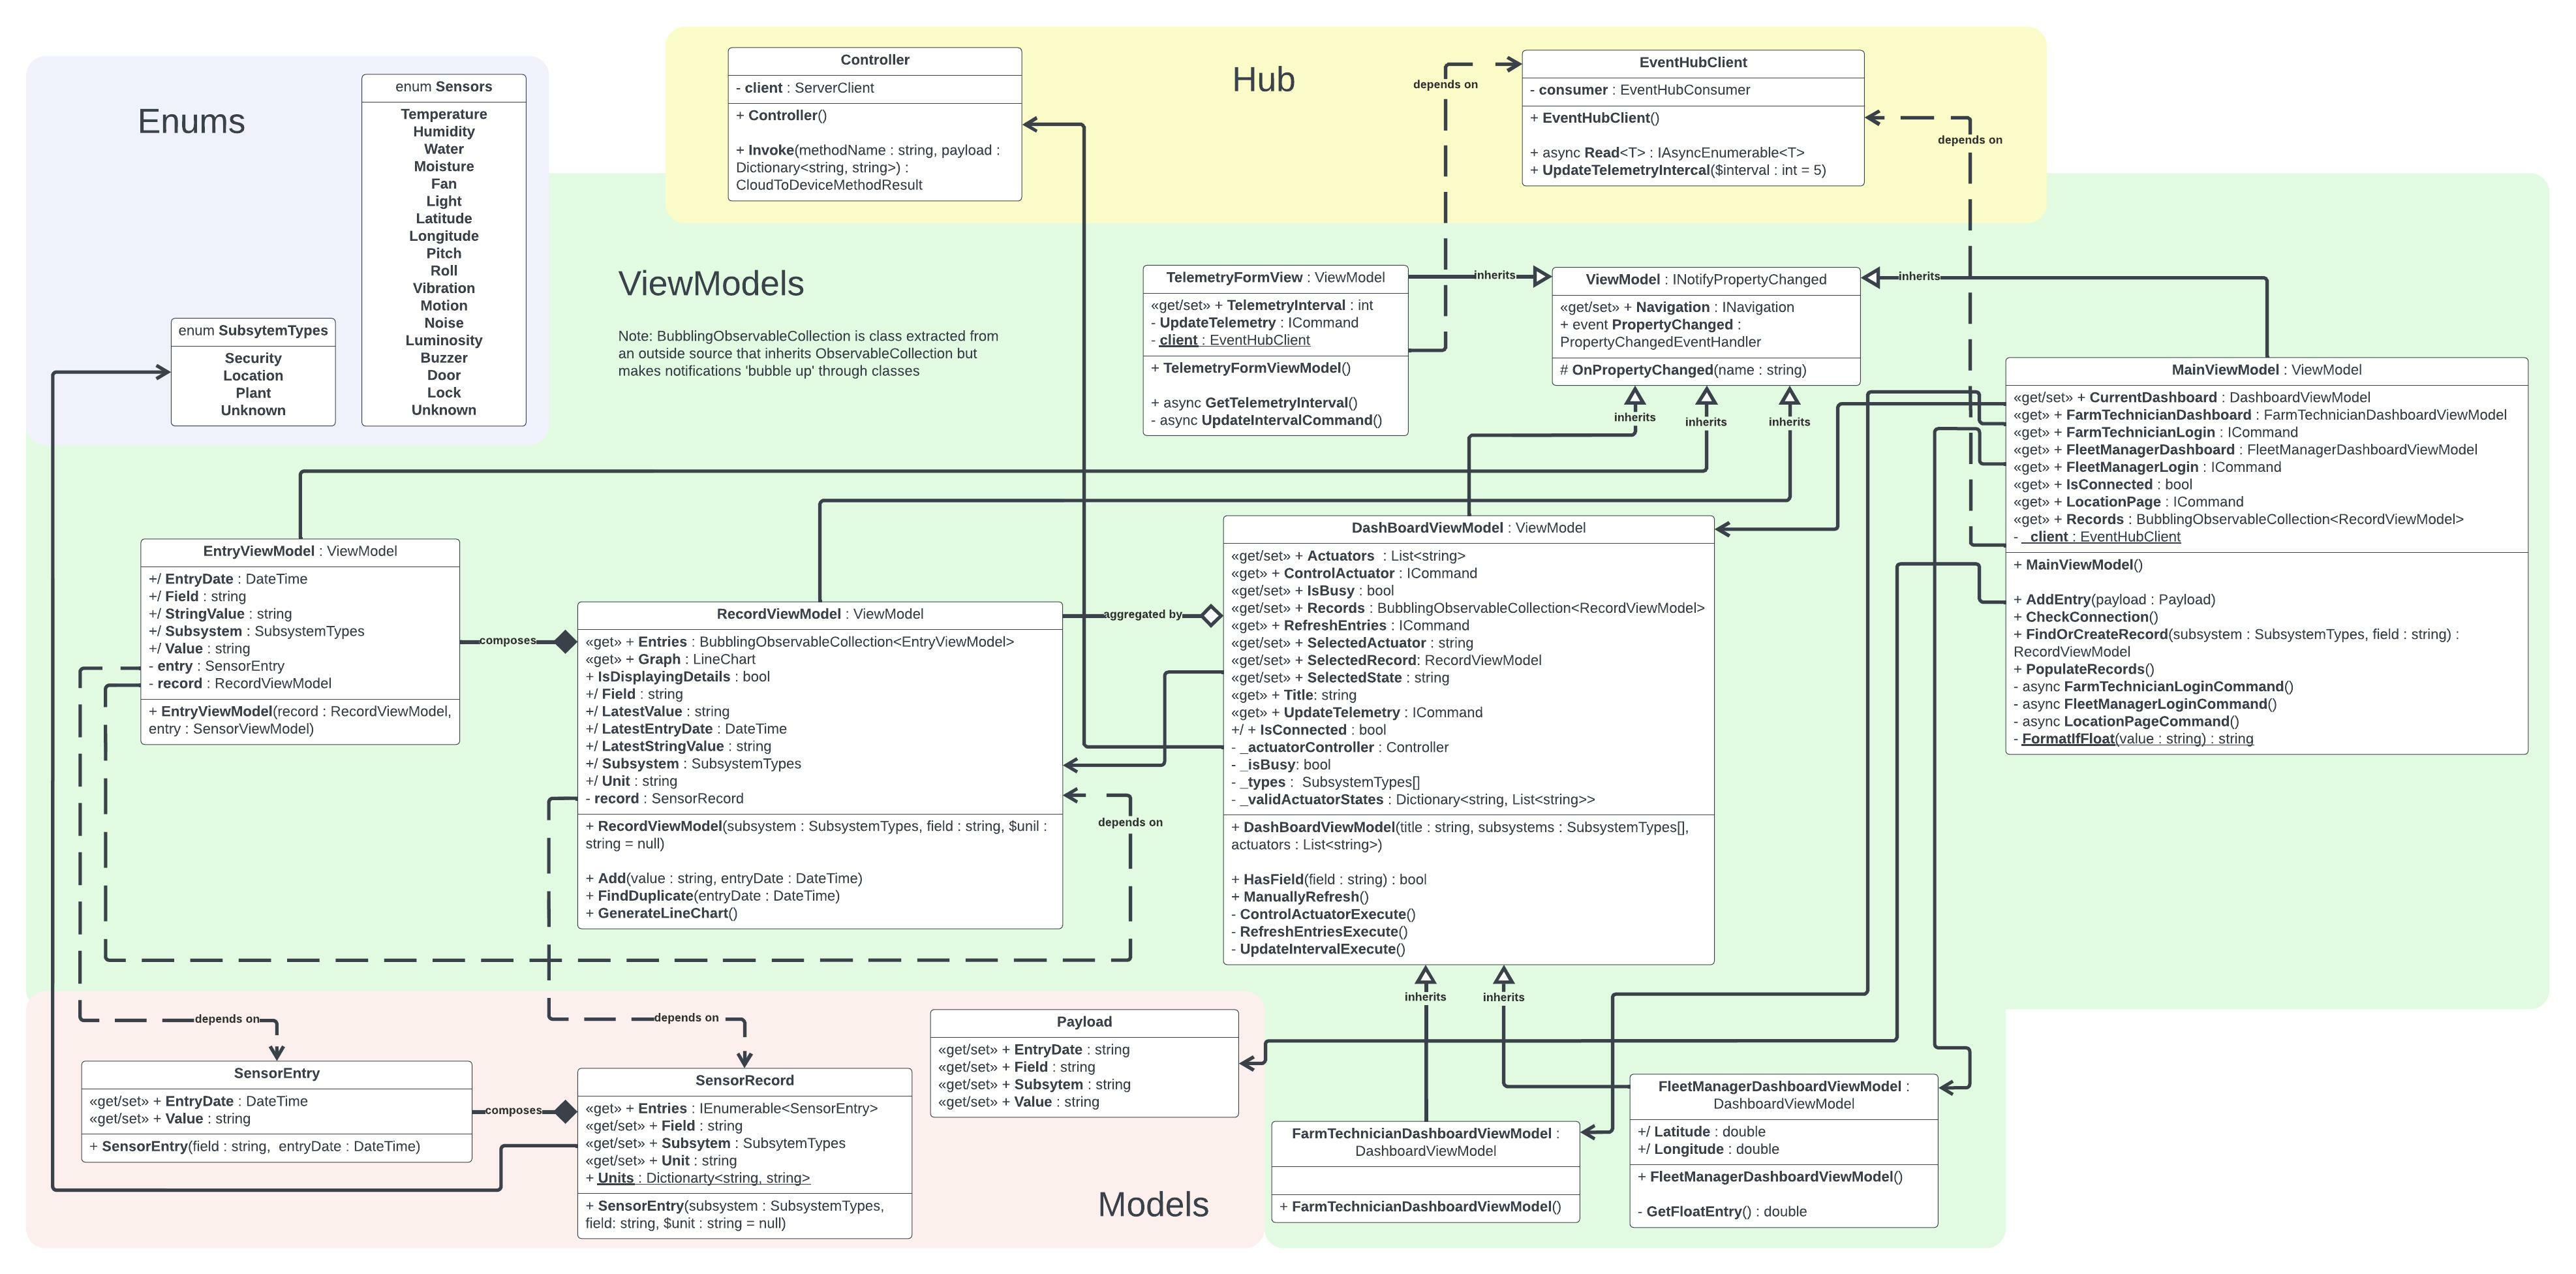 Enums
enum Sensors
Temperature
Humidity
Water
Moisture
Fan
Light
Latitude
Longitude
Pitch
Roll
Vibration
Motion
Noise
Luminosity
Buzzer
Door
Lock
Unknown
enum SubsytemTypes
Security
Location
Plant
Unknown
Hub
Controller
- client : ServerClient
+ Controller()
+ Invoke(methodName : string, payload :
Dictionary<string, string>) :
CloudToDeviceMethodResult
depends on
EventHubClient
- consumer : EventHubConsumer
+ EventHubClient()
+ async Read<T> : IAsyncEnumerable<T>
+ UpdateTelemetryIntercal($interval : int = 5)
depends on
ViewModels
Note: BubblingObservableCollection is class extracted from
an outside source that inherits ObservableCollection but
makes notifications 'bubble up' through classes
TelemetryFormView : ViewModel
«get/set» + TelemetryInterval : int
- UpdateTelemetry : ICommand
- client : EventHubClient
+ TelemetryFormViewModel()
+ async GetTelemetryInterval()
- async UpdateIntervalCommand()
inherits
ViewModel : INotifyPropertyChanged
«get/set» + Navigation : INavigation
+ event PropertyChanged :
PropertyChangedEventHandler
# OnPropertyChanged(name : string)
inherits
inherits
inherits
inherits
MainViewModel : ViewModel
«get/set» + CurrentDashboard : DashboardViewModel
«get» + FarmTechnicianDashboard : FarmTechnicianDashboardViewModel
«get» + FarmTechnicianLogin : ICommand
«get» + FleetManagerDashboard : FleetManagerDashboardViewModel
«get» + FleetManagerLogin : ICommand
«get» + IsConnected : bool
«get» + LocationPage : ICommand
«get» + Records : BubblingObservableCollection<RecordViewModel>
- _client : EventHubClient
+ MainViewModel()
+ AddEntry(payload : Payload)
+ CheckConnection()
+ FindOrCreateRecord(subsystem : SubsystemTypes, field : string) :
RecordViewModel
+ PopulateRecords()
- async FarmTechnicianLoginCommand()
- async FleetManagerLoginCommand()
- async LocationPageCommand()
- FormatIfFloat(value : string) : string
EntryViewModel : ViewModel
+/ EntryDate : DateTime
+/ Field : string
+/ StringValue : string
+/ Subsystem : SubsystemTypes
+/ Value : string
- entry : SensorEntry
- record : RecordViewModel
+ EntryViewModel(record : RecordViewModel,
entry : SensorViewModel)
composes
RecordViewModel : ViewModel
«get» + Entries : BubblingObservableCollection<EntryViewModel>
«get» + Graph : LineChart
+ IsDisplayingDetails : bool
+/ Field : string
+/ LatestValue : string
+/ LatestEntryDate : DateTime
+/ LatestStringValue : string
+/ Subsystem : SubsystemTypes
+/ Unit : string
- record : SensorRecord
+ RecordViewModel(subsystem : SubsystemTypes, field : string, $unil :
string = null)
+ Add(value : string, entryDate : DateTime)
+ FindDuplicate(entryDate : DateTime)
+ GenerateLineChart()
aggregated by
depends on
DashBoardViewModel : ViewModel
«get/set» + Actuators : List<string>
«get» + ControlActuator : ICommand
«get/set» + IsBusy : bool
«get/set» + Records : BubblingObservableCollection<RecordViewModel>
«get» + RefreshEntries : ICommand
«get/set» + SelectedActuator : string
«get/set» + SelectedRecord: RecordViewModel
«get/set» + SelectedState : string
«get» + Title: string
«get» + UpdateTelemetry : ICommand
+/ + IsConnected : bool
- _actuatorController : Controller
- _isBusy: bool
- _types : SubsystemTypes[]
- _validActuatorStates : Dictionary<string, List<string>>
+ DashBoardViewModel(title : string, subsystems : SubsystemTypes[],
actuators : List<string>)
+ HasField(field : string) : bool
+ ManuallyRefresh()
- ControlActuatorExecute()
- RefreshEntriesExecute()
- UpdateIntervalExecute()
inherits
inherits
depends on
depends on
SensorEntry
«get/set» + EntryDate : DateTime
«get/set» + Value : string
+ SensorEntry(field : string, entryDate : DateTime)
composes
SensorRecord
«get» + Entries : IEnumerable<SensorEntry>
«get/set» + Field : string
«get/set» + Subsytem : SubsytemTypes
«get/set» + Unit : string
+ Units : Dictionarty<string, string>
+ SensorEntry(subsystem : SubsystemTypes,
field: string, $unit : string = null)
Payload
«get/set» + EntryDate : string
«get/set» + Field : string
«get/set» + Subsytem : string
«get/set» + Value : string
Models
FarmTechnicianDashboardViewModel :
DashboardViewModel
+ FarmTechnicianDashboardViewModel()
FleetManagerDashboardViewModel :
DashboardViewModel
+/ Latitude : double
+/ Longitude : double
+ FleetManagerDashboardViewModel()
- GetFloatEntry() : double